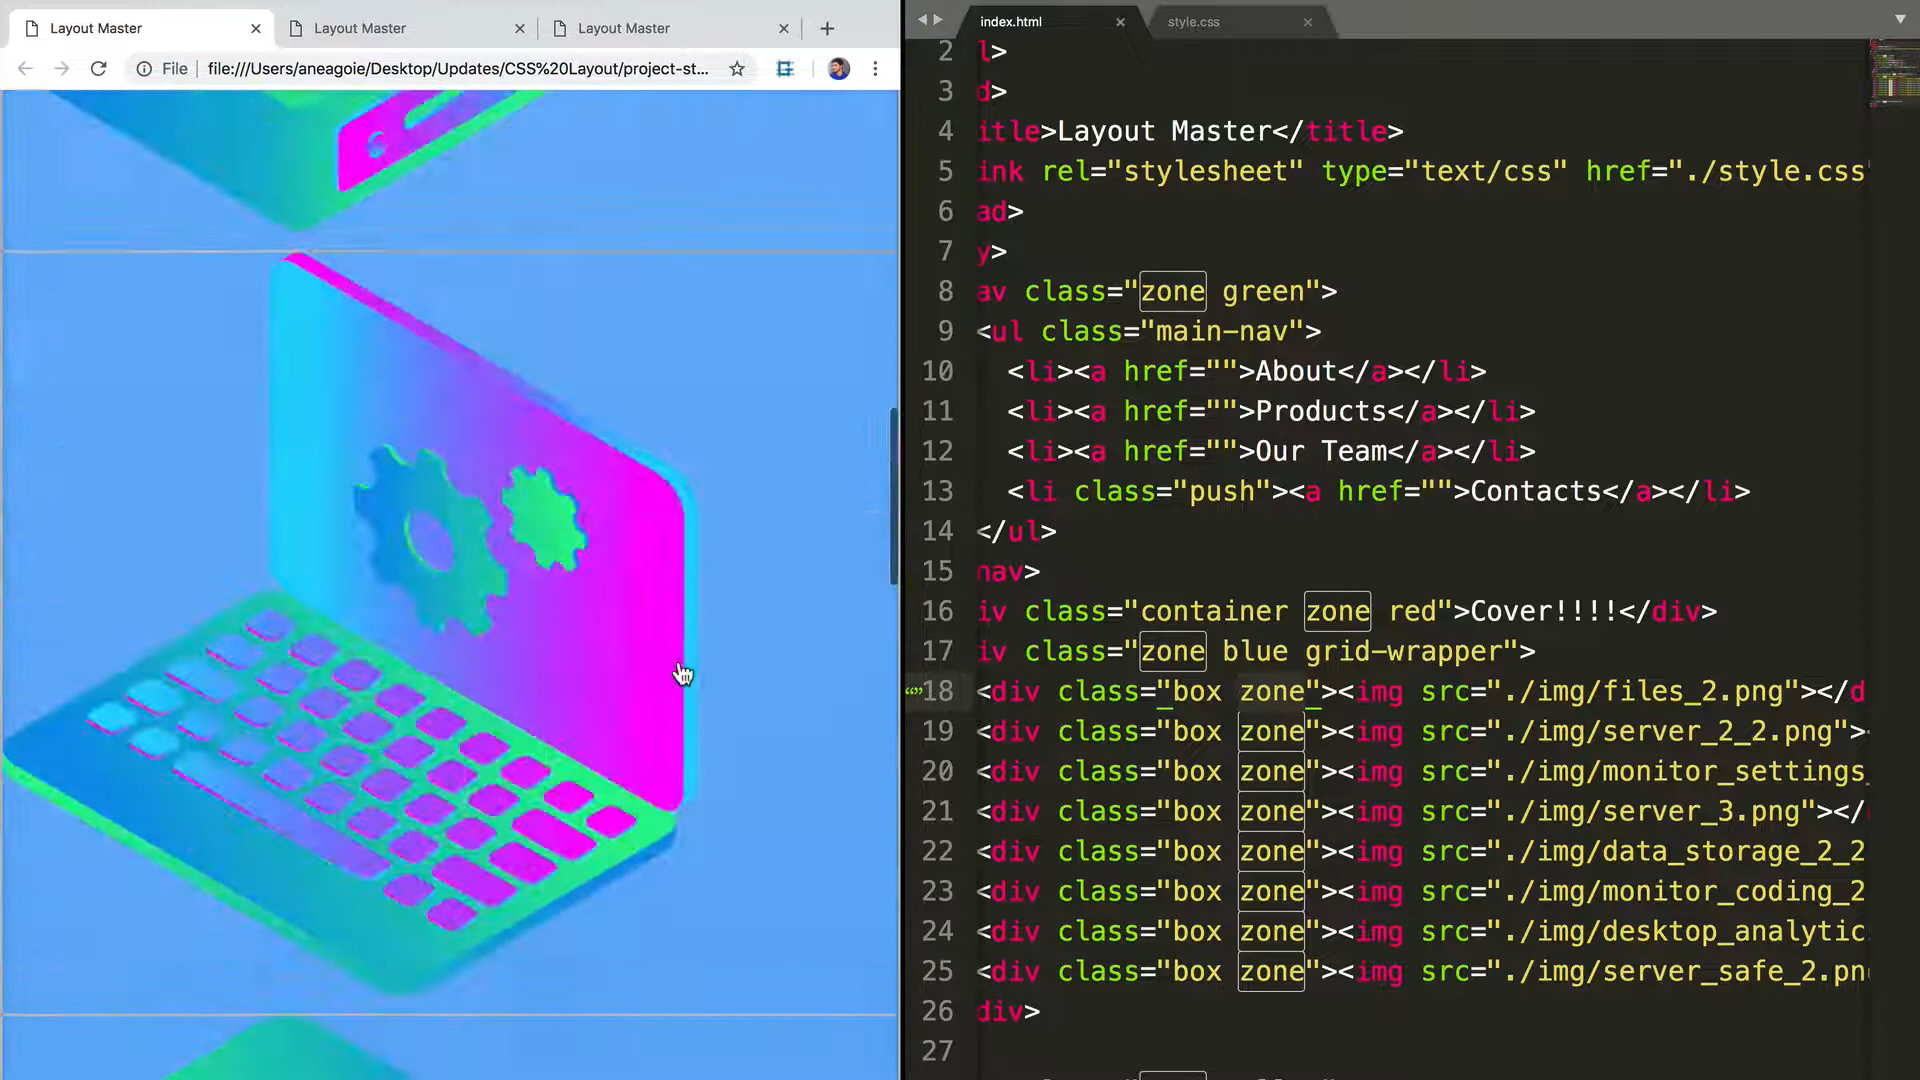 Layout Master
Layout Master
Layout Master
File
file:///Users/aneagoie/Desktop/Updates/CSS%20Layout/project-st...
index.html
style.css
2 l>
3 d>
4 itle>Layout Master</title>
5 ink rel="stylesheet" type="text/css" href="./style.css"
6 ad>
7 y>
8 av class="zone green">
9 <ul class="main-nav">
10 <li><a href="">About</a></li>
11 <li><a href="">Products</a></li>
12 <li><a href="">Our Team</a></li>
13 <li class="push"><a href="">Contacts</a></li>
14 </ul>
15 nav>
16 iv class="container zone red">Cover!!!!</div>
17 iv class="zone blue grid-wrapper">
18 <div class="box zone"><img src="./img/files_2.png"></d
19 <div class="box zone"><img src="./img/server_2_2.png">
20 <div class="box zone"><img src="./img/monitor_settings_
21 <div class="box zone"><img src="./img/server_3.png"></
22 <div class="box zone"><img src="./img/data_storage_2_2
23 <div class="box zone"><img src="./img/monitor_coding_2
24 <div class="box zone"><img src="./img/desktop_analytic
25 <div class="box zone"><img src="./img/server_safe_2.pn
26 div>
27